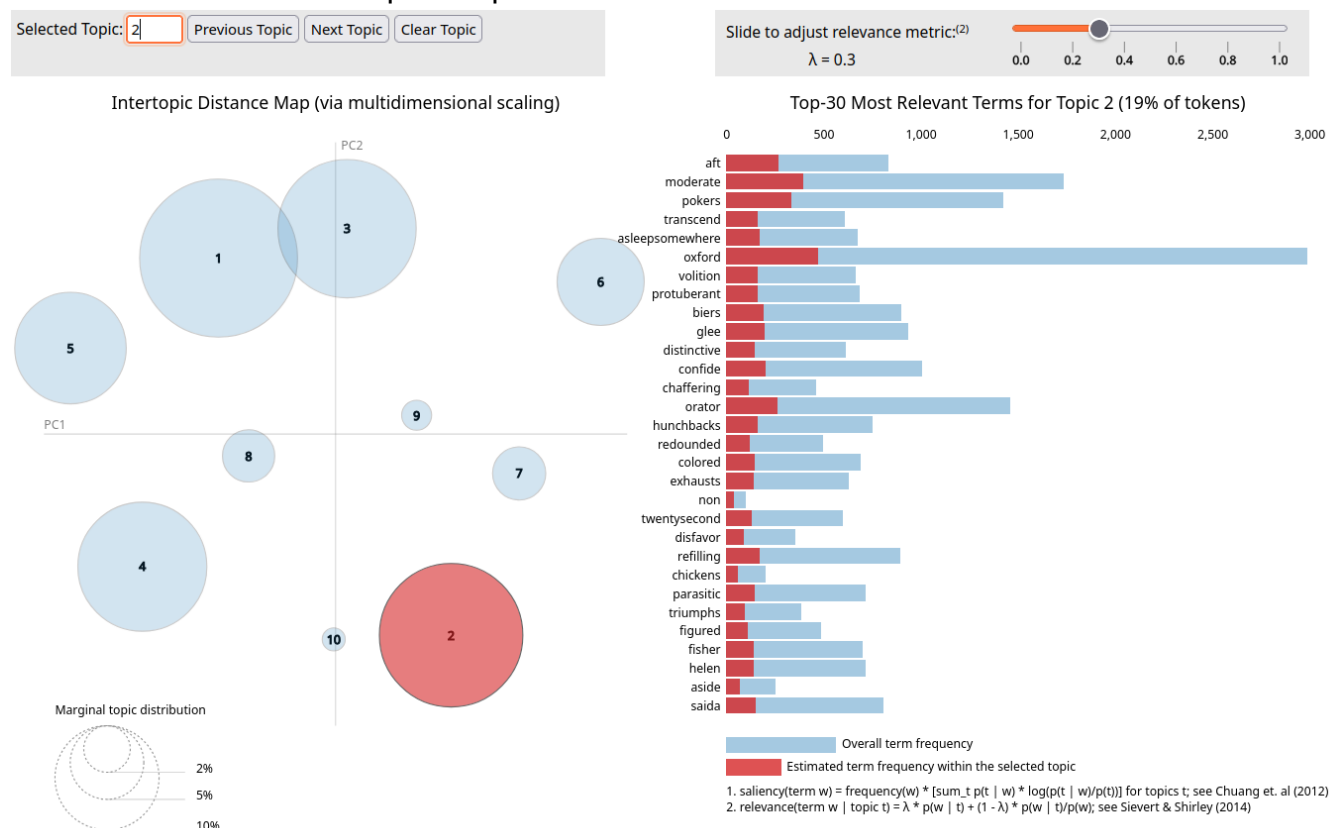 Selected Topic: 2 Previous Topic Next Topic Clear Topic
Slide to adjust relevance metric:(2)
λ = 0.3
0.0 0.2 0.4 0.6 0.8 1.0
Intertopic Distance Map (via multidimensional scaling)
PC2
PC1
1
3
6
5
9
8
7
4
10
2
Marginal topic distribution
2%
5%
10%
Top-30 Most Relevant Terms for Topic 2 (19% of tokens)
0 500 1,000 1,500 2,000 2,500 3,000
aft
moderate
pokers
transcend
asleepsomewhere
oxford
volition
protuberant
biers
glee
distinctive
confide
chaffering
orator
hunchbacks
redounded
colored
exhausts
non
twentysecond
disfavor
refilling
chickens
parasitic
triumphs
figured
fisher
helen
aside
saida
Overall term frequency
Estimated term frequency within the selected topic
1. saliency(term w) = frequency(w) * [sum_t p(t | w) * log(p(t | w)/p(t))] for topics t; see Chuang et. al (2012)
2. relevance(term w | topic t) = λ * p(w | t) + (1 - λ) * p(w | t)/p(w); see Sievert & Shirley (2014)